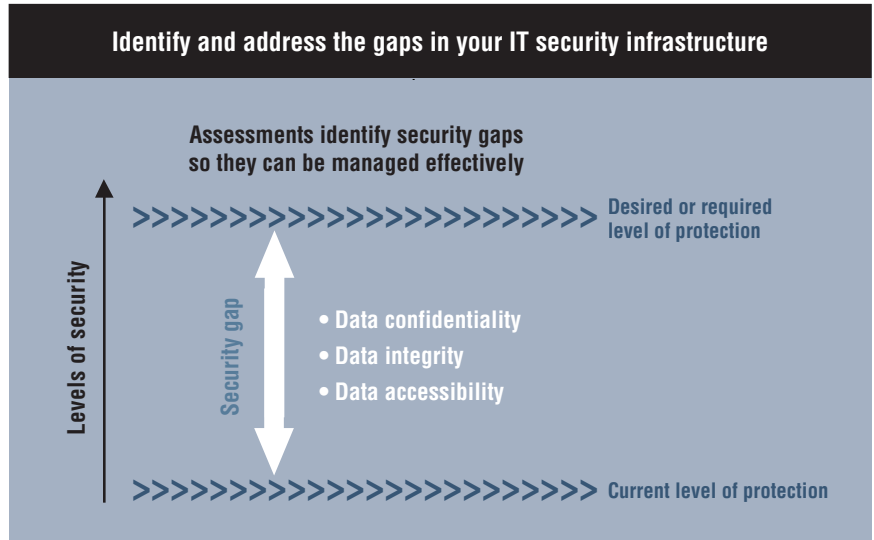 Identify and address the gaps in your IT security infrastructure
Assessments identify security gaps
so they can be managed effectively
>>>>>>>>>>>>>>>>>>>>>>>> Desired or required
level of protection
Levels of security
Security gap
• Data confidentiality
• Data integrity
• Data accessibility
>>>>>>>>>>>>>>>>>>>>>>>> Current level of protection